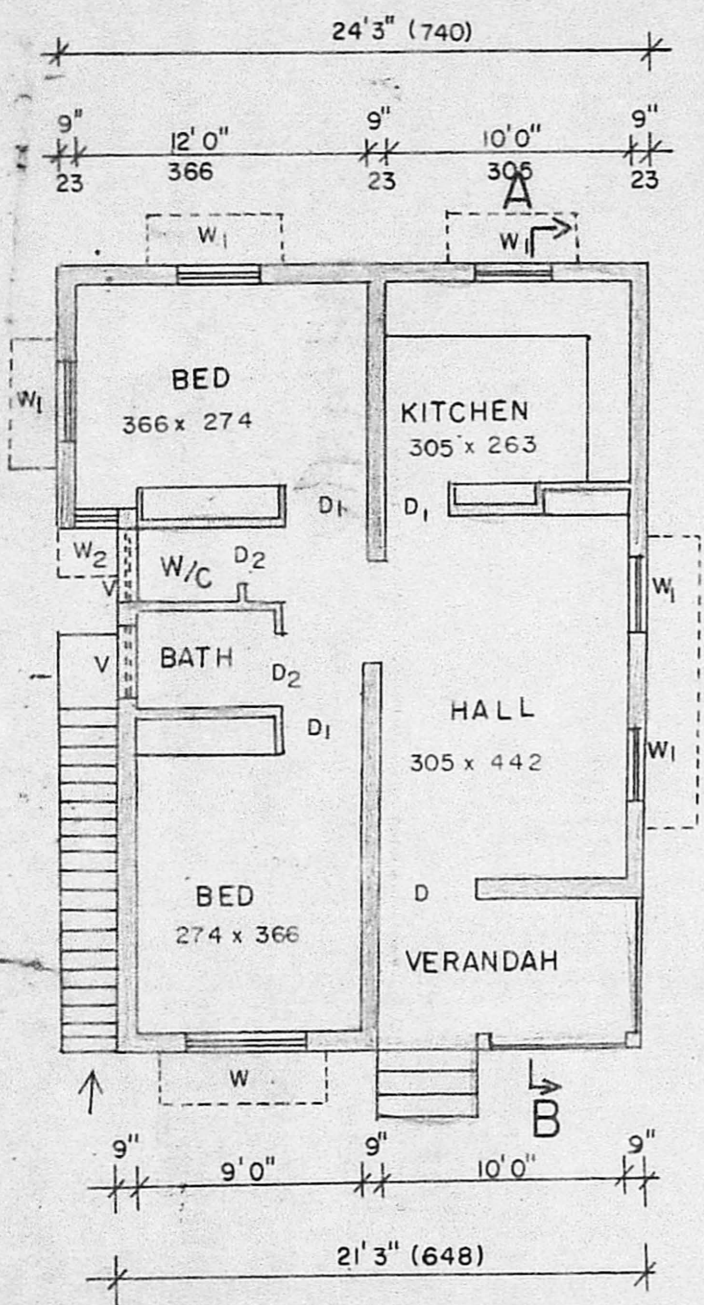 24'3" (740)
9" 12'0" 9" 10'0" 9"
23 366 23 305 23
A
W1 W1
BED
366 x 274
KITCHEN
305 x 263
W1
D1 D1
W2 W/C D2
V
W1
V BATH
D2
D1
HALL
305 x 442
W1
BED
274 x 366
D
VERANDAH
W
B
9" 9'0" 9" 10'0" 9"
21'3" (648)